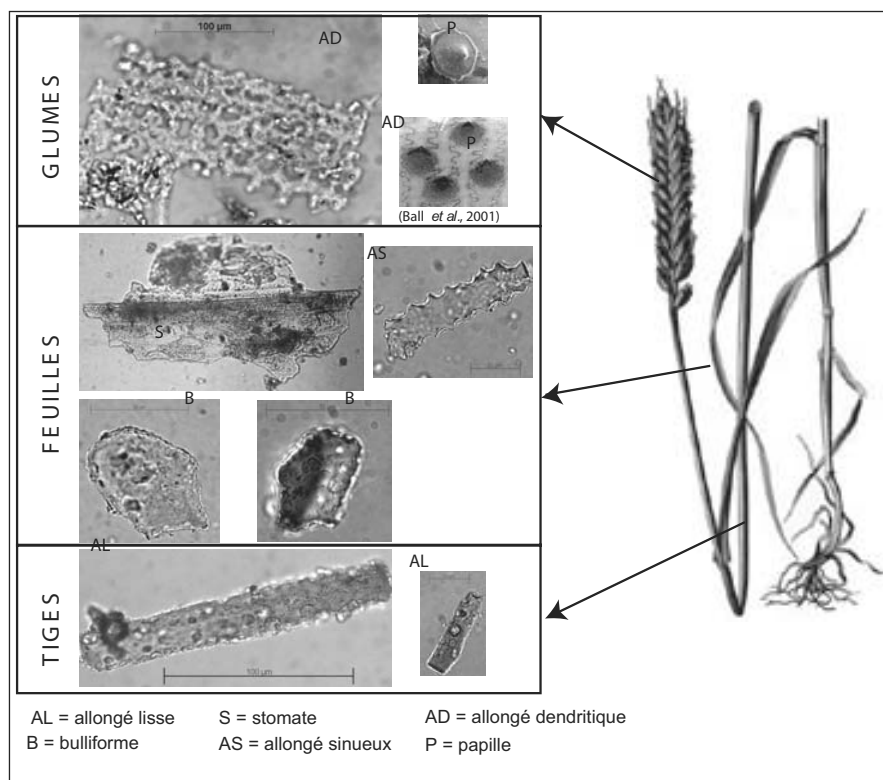 GLUMES
100 µm
AD
P
AD
P
(Ball et al., 2001)
FEUILLES
S
AS
B
B
TIGES
AL
100 µm
AL
AL = allongé lisse
S = stomate
AD = allongé dendritique
B = bulliforme
AS = allongé sinueux
P = papille